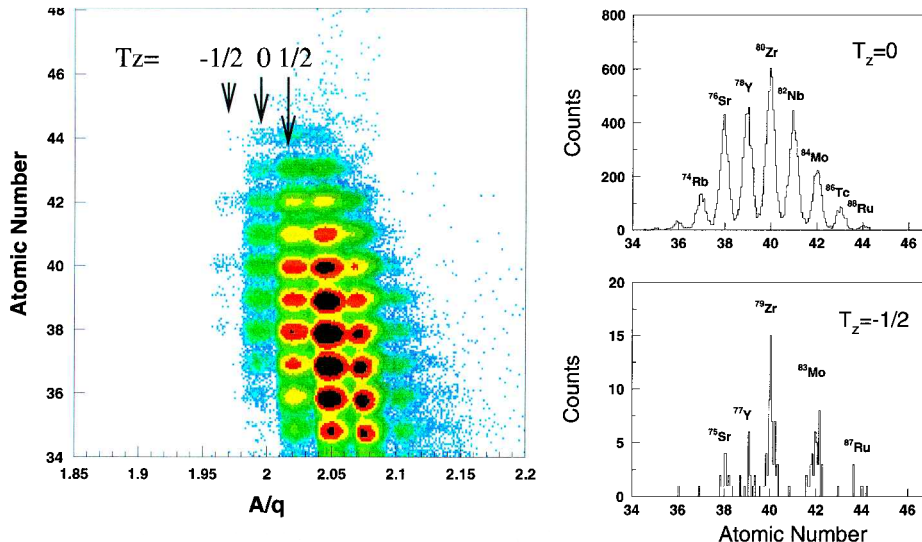 Tz= -1/2 0 1/2
48
46
44
42
40
38
36
34
Atomic Number
1.85 1.9 1.95 2 2.05 2.1 2.15 2.2
A/q
800
600
400
200
0
Counts
T_z=0
⁷⁴Rb
⁷⁶Sr
⁷⁸Y
⁸⁰Zr
⁸²Nb
⁸⁴Mo
⁸⁶Tc
⁸⁸Ru
34 36 38 40 42 44 46
20
15
10
5
0
Counts
T_z=-1/2
⁷⁵Sr
⁷⁷Y
⁷⁹Zr
⁸³Mo
⁸⁷Ru
34 36 38 40 42 44 46
Atomic Number